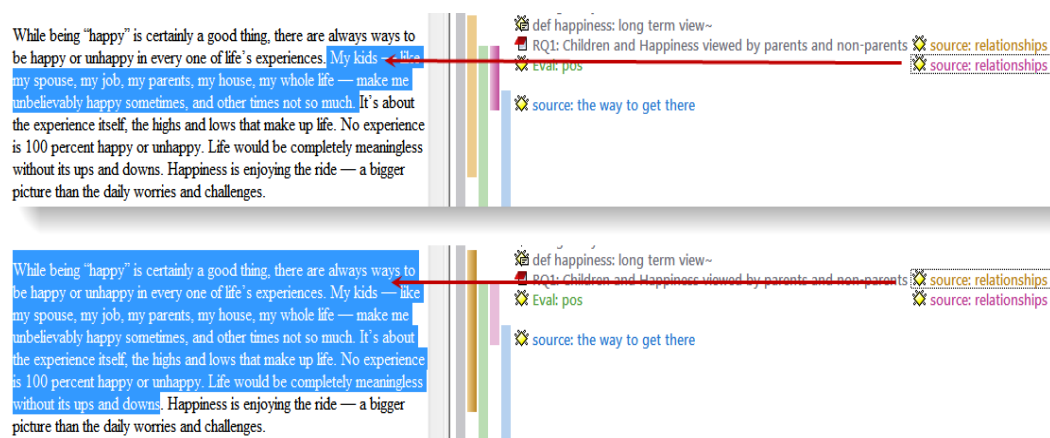 While being “happy” is certainly a good thing, there are always ways to
be happy or unhappy in every one of life’s experiences. My kids — like
my spouse, my job, my parents, my house, my whole life — make me
unbelievably happy sometimes, and other times not so much. It’s about
the experience itself, the highs and lows that make up life. No experience
is 100 percent happy or unhappy. Life would be completely meaningless
without its ups and downs. Happiness is enjoying the ride — a bigger
picture than the daily worries and challenges.
def happiness: long term view~
RQ1: Children and Happiness viewed by parents and non-parents source: relationships
Eval: pos source: relationships
source: the way to get there
While being “happy” is certainly a good thing, there are always ways to
be happy or unhappy in every one of life’s experiences. My kids — like
my spouse, my job, my parents, my house, my whole life — make me
unbelievably happy sometimes, and other times not so much. It’s about
the experience itself, the highs and lows that make up life. No experience
is 100 percent happy or unhappy. Life would be completely meaningless
without its ups and downs. Happiness is enjoying the ride — a bigger
picture than the daily worries and challenges.
def happiness: long term view~
RQ1: Children and Happiness viewed by parents and non-parents source: relationships
Eval: pos source: relationships
source: the way to get there